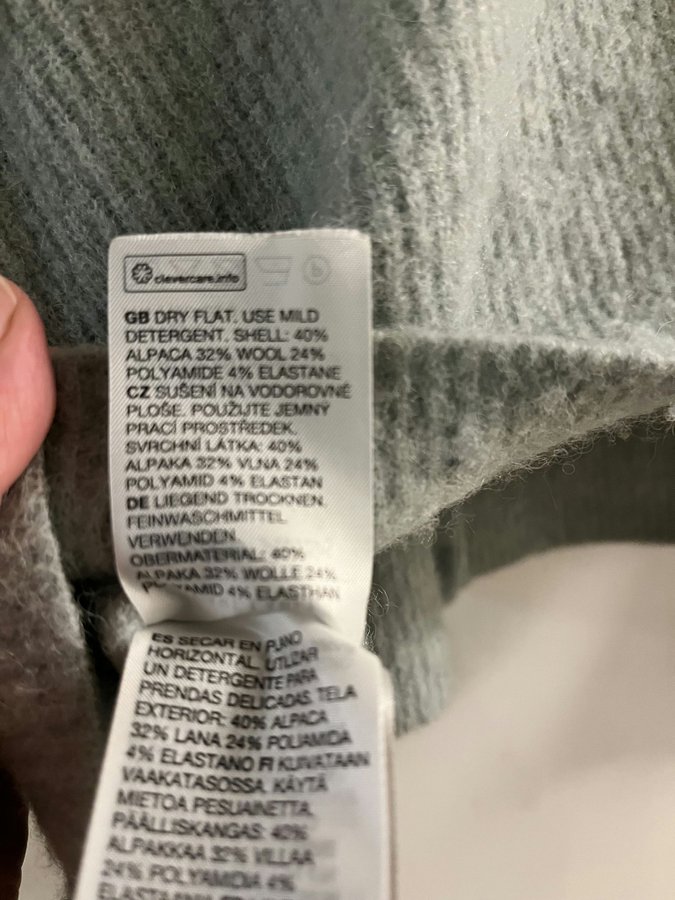 clevercare.info
GB DRY FLAT. USE MILD
DETERGENT. SHELL: 40%
ALPACA 32% WOOL 24%
POLYAMIDE 4% ELASTANE
CZ SUŠENÍ NA VODOROVNÉ
PLOŠE. POUŽIJTE JEMNÝ
PRACÍ PROSTŘEDEK.
SVRCHNÍ LÁTKA: 40%
ALPAKA 32% VLNA 24%
POLYAMID 4% ELASTAN
DE LIEGEND TROCKNEN.
FEINWASCHMITTEL
VERWENDEN.
OBERMATERIAL: 40%
ALPAKA 32% WOLLE 24%
POLYAMID 4% ELASTHAN
ES SECAR EN PLANO
HORIZONTAL. UTILIZAR
UN DETERGENTE PARA
PRENDAS DELICADAS. TELA
EXTERIOR: 40% ALPACA
32% LANA 24% POLIAMIDA
4% ELASTANO FI KUIVATAAN
VAAKATASOSSA. KÄYTÄ
MIETOA PESUAINETTA.
PÄÄLLISKANGAS: 40%
ALPAKKAA 32% VILLAA
24% POLYAMIDIA 4%